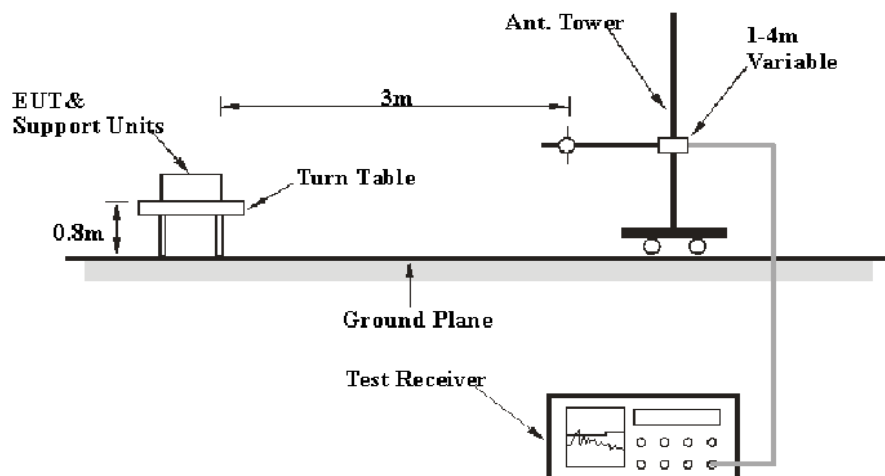 Ant. Tower
1-4m
Variable
3m
EUT&
Support Units
Turn Table
0.8m
Ground Plane
Test Receiver